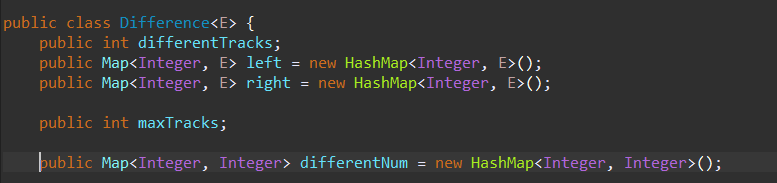 public class Difference<E> {
public int differentTracks;
public Map<Integer, E> left = new HashMap<Integer, E>();
public Map<Integer, E> right = new HashMap<Integer, E>();
public int maxTracks;
public Map<Integer, Integer> differentNum = new HashMap<Integer, Integer>();